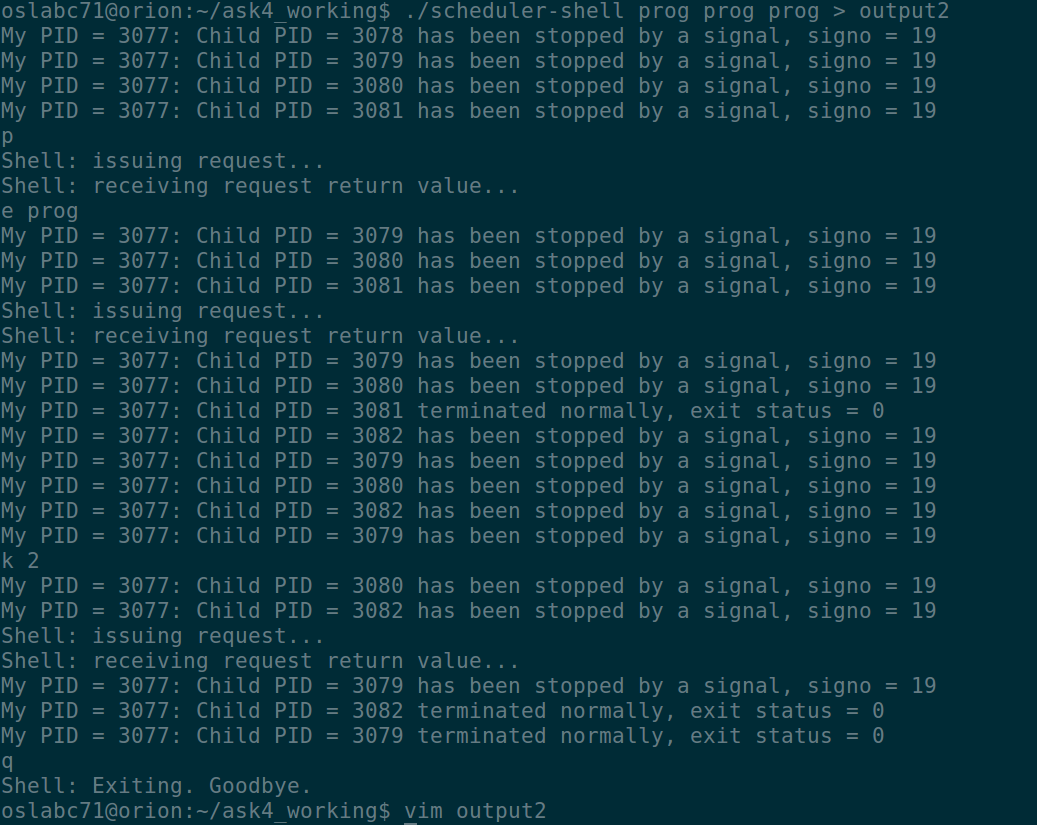 oslabc71@orion:~/ask4_working$ ./scheduler-shell prog prog prog > output2
My PID = 3077: Child PID = 3078 has been stopped by a signal, signo = 19
My PID = 3077: Child PID = 3079 has been stopped by a signal, signo = 19
My PID = 3077: Child PID = 3080 has been stopped by a signal, signo = 19
My PID = 3077: Child PID = 3081 has been stopped by a signal, signo = 19
p
Shell: issuing request...
Shell: receiving request return value...
e prog
My PID = 3077: Child PID = 3079 has been stopped by a signal, signo = 19
My PID = 3077: Child PID = 3080 has been stopped by a signal, signo = 19
My PID = 3077: Child PID = 3081 has been stopped by a signal, signo = 19
Shell: issuing request...
Shell: receiving request return value...
My PID = 3077: Child PID = 3079 has been stopped by a signal, signo = 19
My PID = 3077: Child PID = 3080 has been stopped by a signal, signo = 19
My PID = 3077: Child PID = 3081 terminated normally, exit status = 0
My PID = 3077: Child PID = 3082 has been stopped by a signal, signo = 19
My PID = 3077: Child PID = 3079 has been stopped by a signal, signo = 19
My PID = 3077: Child PID = 3080 has been stopped by a signal, signo = 19
My PID = 3077: Child PID = 3082 has been stopped by a signal, signo = 19
My PID = 3077: Child PID = 3079 has been stopped by a signal, signo = 19
k 2
My PID = 3077: Child PID = 3080 has been stopped by a signal, signo = 19
My PID = 3077: Child PID = 3082 has been stopped by a signal, signo = 19
Shell: issuing request...
Shell: receiving request return value...
My PID = 3077: Child PID = 3079 has been stopped by a signal, signo = 19
My PID = 3077: Child PID = 3082 terminated normally, exit status = 0
My PID = 3077: Child PID = 3079 terminated normally, exit status = 0
q
Shell: Exiting. Goodbye.
oslabc71@orion:~/ask4_working$ vim output2